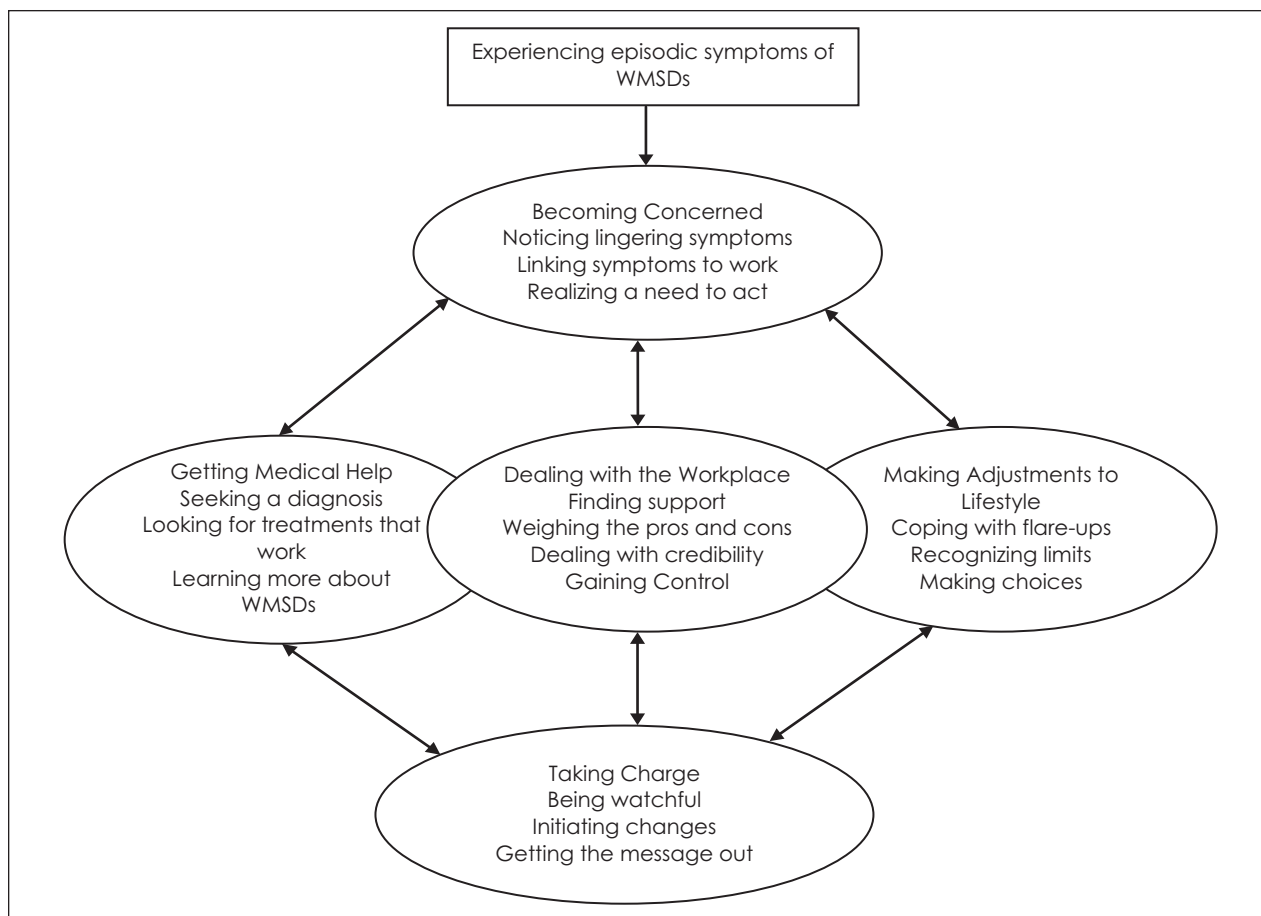 Experiencing episodic symptoms of
WMSDs
Becoming Concerned
Noticing lingering symptoms
Linking symptoms to work
Realizing a need to act
Getting Medical Help
Seeking a diagnosis
Looking for treatments that
work
Learning more about
WMSDs
Dealing with the Workplace
Finding support
Weighing the pros and cons
Dealing with credibility
Gaining Control
Making Adjustments to
Lifestyle
Coping with flare-ups
Recognizing limits
Making choices
Taking Charge
Being watchful
Initiating changes
Getting the message out